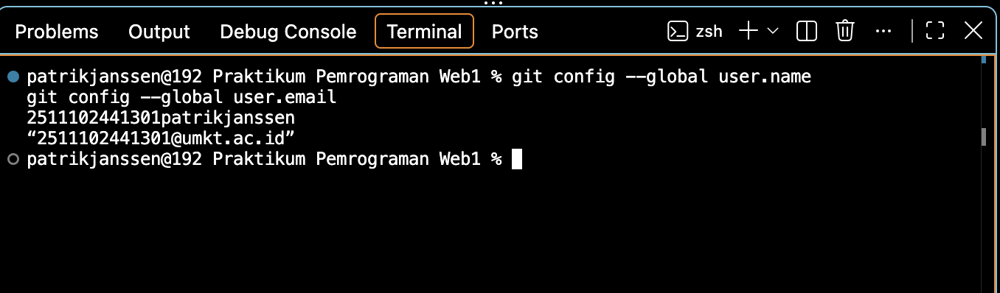 Problems Output Debug Console Terminal Ports zsh
patrikjanssen@192 Praktikum Pemrograman Web1 % git config --global user.name
git config --global user.email
2511102441301patrikjanssen
“2511102441301@umkt.ac.id”
patrikjanssen@192 Praktikum Pemrograman Web1 %